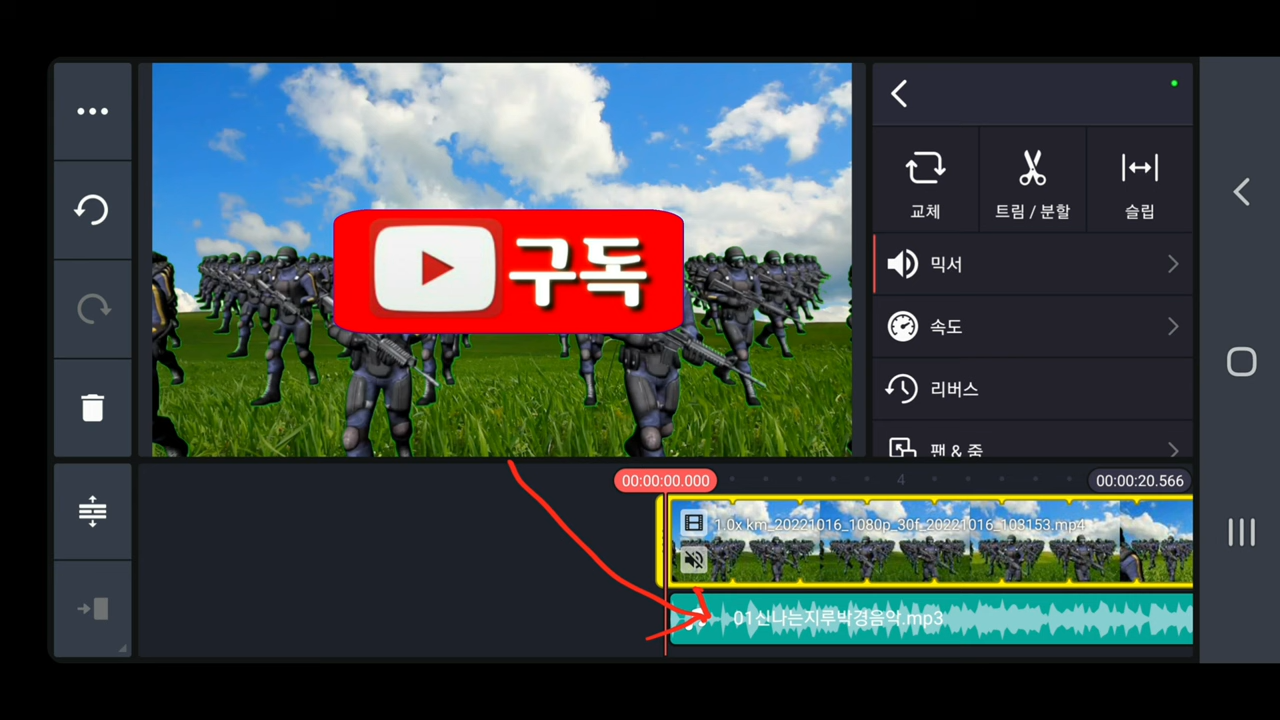 구독
교체
트림 / 분할
슬립
믹서
속도
리버스
팬 & 줌
00:00:00.000
4
00:00:20.566
1.0x km_20221016_1080p_30f_20221016_103153.mp4
01신나는지루박경음악.mp3